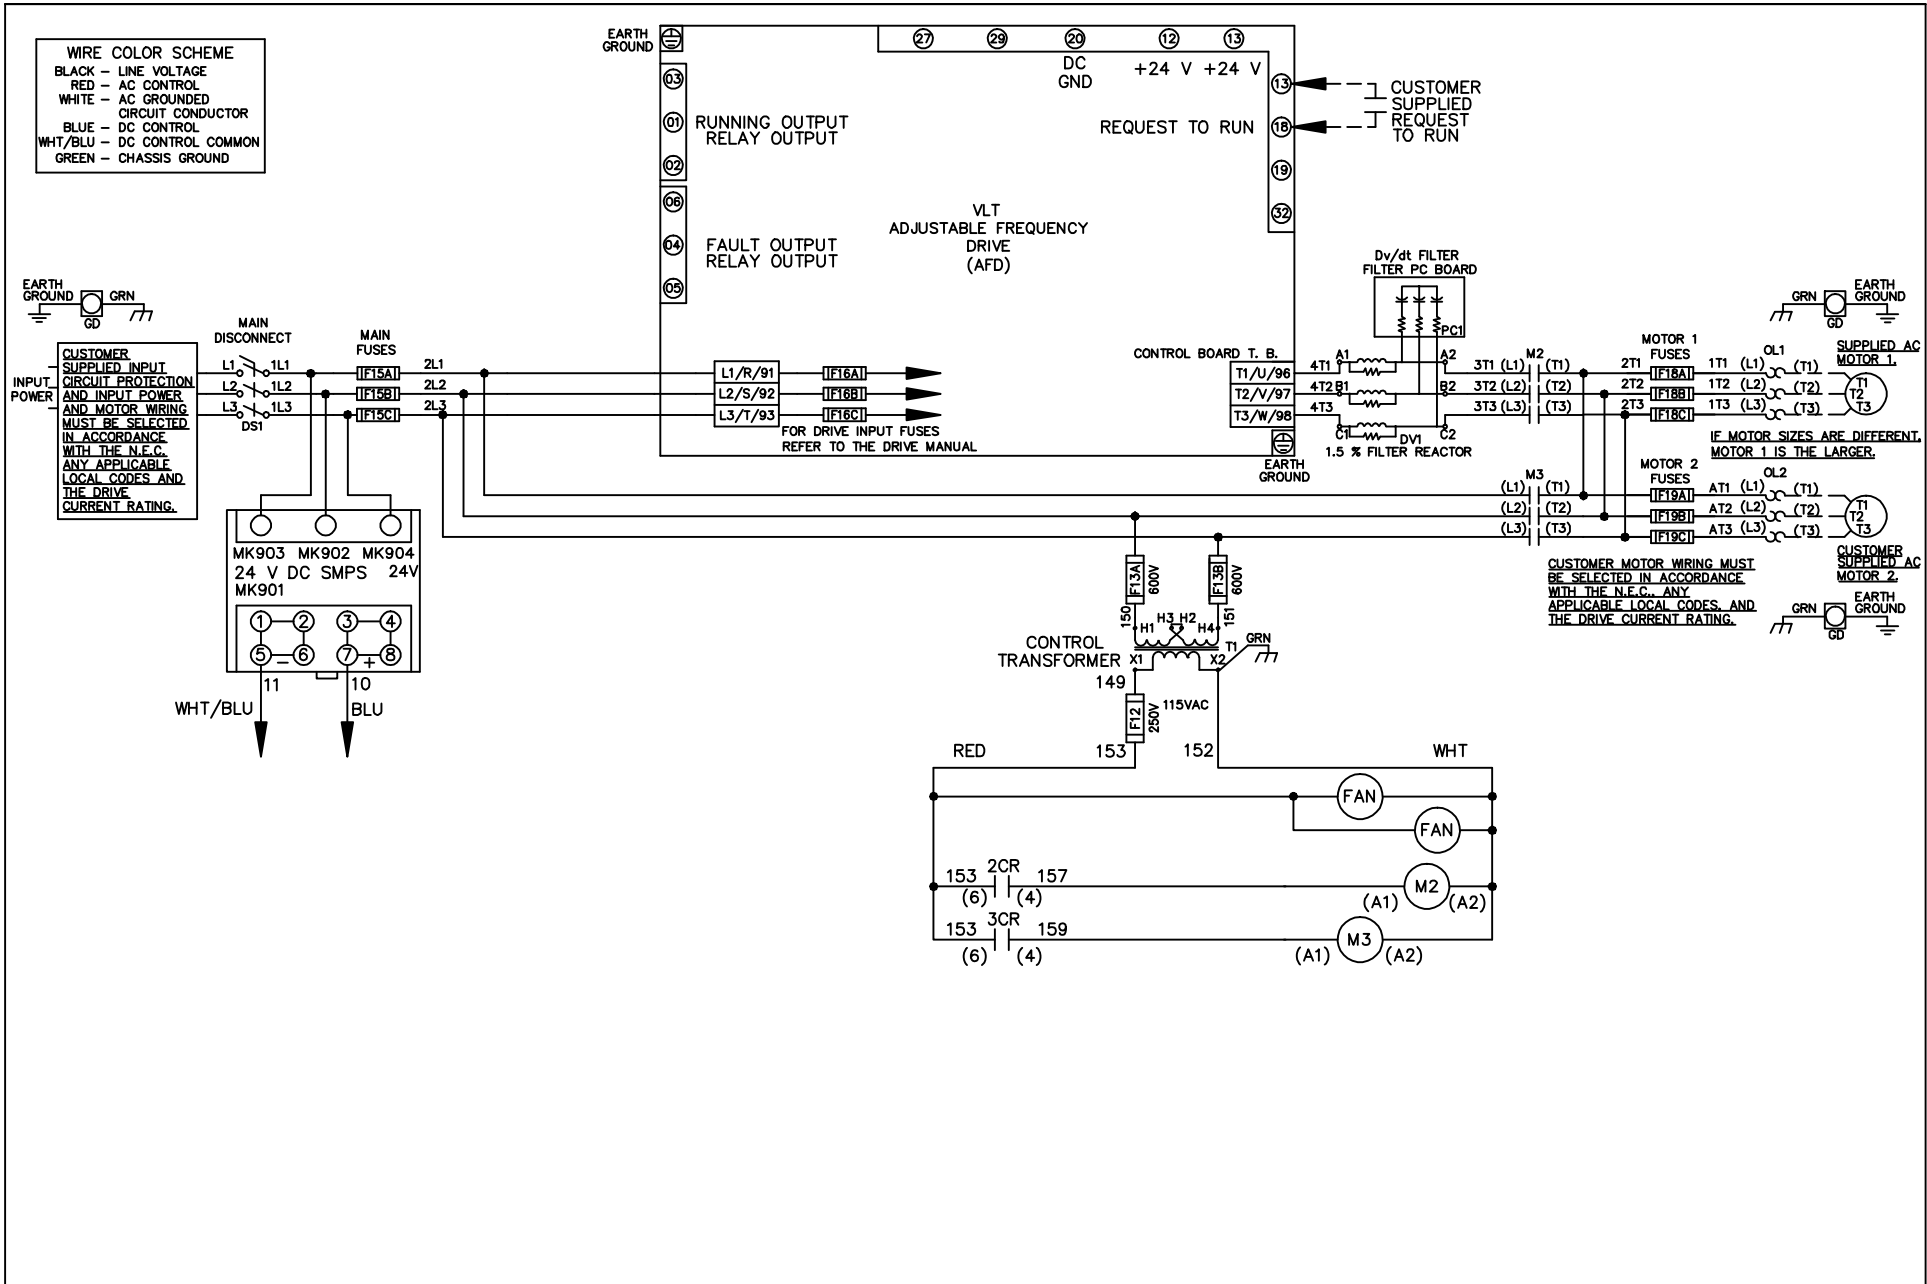 WIRE COLOR SCHEME
BLACK – LINE VOLTAGE
RED – AC CONTROL
WHITE – AC GROUNDED
CIRCUIT CONDUCTOR
BLUE – DC CONTROL
WHT/BLU – DC CONTROL COMMON
GREEN – CHASSIS GROUND
EARTH
GROUND
27 29 20 12 13
DC
GND
+24 V +24 V
03
01
02
RUNNING OUTPUT
RELAY OUTPUT
06
04
05
FAULT OUTPUT
RELAY OUTPUT
VLT
ADJUSTABLE FREQUENCY
DRIVE
(AFD)
REQUEST TO RUN
13
18
19
32
CUSTOMER
SUPPLIED
REQUEST
TO RUN
EARTH
GROUND
GRN
GD
INPUT
POWER
CUSTOMER
SUPPLIED INPUT
CIRCUIT PROTECTION
AND INPUT POWER
AND MOTOR WIRING
MUST BE SELECTED
IN ACCORDANCE
WITH THE N.E.C.
ANY APPLICABLE
LOCAL CODES AND
THE DRIVE
CURRENT RATING.
MAIN
DISCONNECT
L1 1L1
L2 1L2
L3 1L3
DS1
MAIN
FUSES
F15A 2L1
F15B 2L2
F15C 2L3
L1/R/91 F16A
L2/S/92 F16B
L3/T/93 F16C
FOR DRIVE INPUT FUSES
REFER TO THE DRIVE MANUAL
CONTROL BOARD T. B.
T1/U/96 4T1
T2/V/97 4T2
T3/W/98 4T3
EARTH
GROUND
Dv/dt FILTER
FILTER PC BOARD
PC1
A1 A2
B1 B2
C1 C2
DV1
1.5 % FILTER REACTOR
M2
3T1 (L1) (T1)
3T2 (L2) (T2)
3T3 (L3) (T3)
MOTOR 1
FUSES
2T1 F18A 1T1 (L1) (T1)
2T2 F18B 1T2 (L2) (T2)
2T3 F18C 1T3 (L3) (T3)
OL1
GRN
GD
EARTH
GROUND
SUPPLIED AC
MOTOR 1.
T1
T2
T3
IF MOTOR SIZES ARE DIFFERENT,
MOTOR 1 IS THE LARGER.
M3
(L1) (T1)
(L2) (T2)
(L3) (T3)
MOTOR 2
FUSES
F19A AT1 (L1) (T1)
F19B AT2 (L2) (T2)
F19C AT3 (L3) (T3)
OL2
T1
T2
T3
CUSTOMER
SUPPLIED AC
MOTOR 2.
CUSTOMER MOTOR WIRING MUST
BE SELECTED IN ACCORDANCE
WITH THE N.E.C., ANY
APPLICABLE LOCAL CODES, AND
THE DRIVE CURRENT RATING.
GRN
GD
EARTH
GROUND
MK903 MK902 MK904
24 V DC SMPS 24V
MK901
1 2 3 4
5 – 6 7 + 8
11 10
WHT/BLU BLU
F13A 600V
F13B 600V
150 151
H1 H3 H2 H4
CONTROL
TRANSFORMER
X1 X2
T1
GRN
149
F12 250V
115VAC
RED 153 152 WHT
FAN
FAN
2CR
153 157
(6) (4)
M2
(A1) (A2)
3CR
153 159
(6) (4)
M3
(A1) (A2)